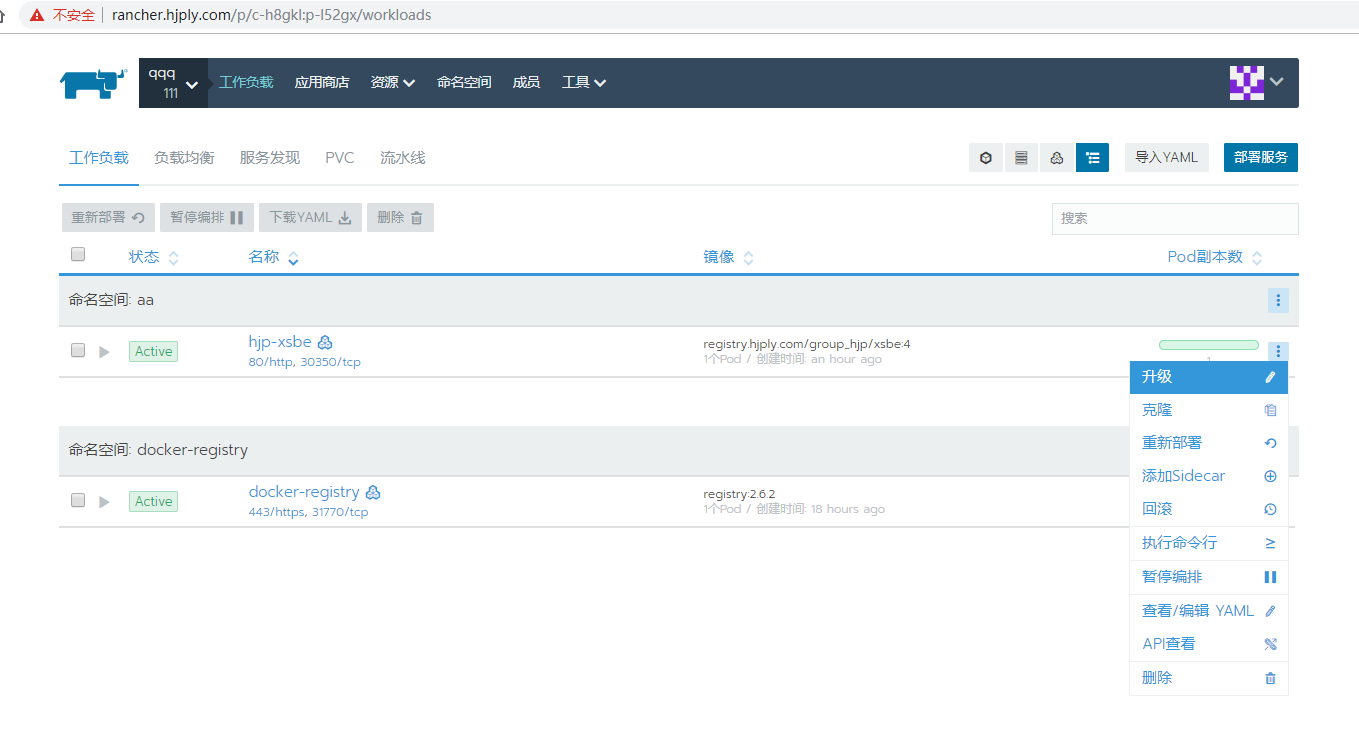 不安全 rancher.hjply.com/p/c-h8gkl:p-l52gx/workloads
qqq
111
工作负载 应用商店 资源 命名空间 成员 工具
工作负载 负载均衡 服务发现 PVC 流水线 导入YAML 部署服务
重新部署 暂停编排 下载YAML 删除 搜索
状态 名称 镜像 Pod副本数
命名空间: aa
Active hjp-xsbe registry.hjply.com/group_hjp/xsbe:4
80/http, 30350/tcp 1个Pod / 创建时间: an hour ago 1
升级
克隆
命名空间: docker-registry 重新部署
添加Sidecar
Active docker-registry registry:2.6.2
443/https, 31770/tcp 1个Pod / 创建时间: 18 hours ago 回滚
执行命令行
暂停编排
查看/编辑 YAML
API查看
删除